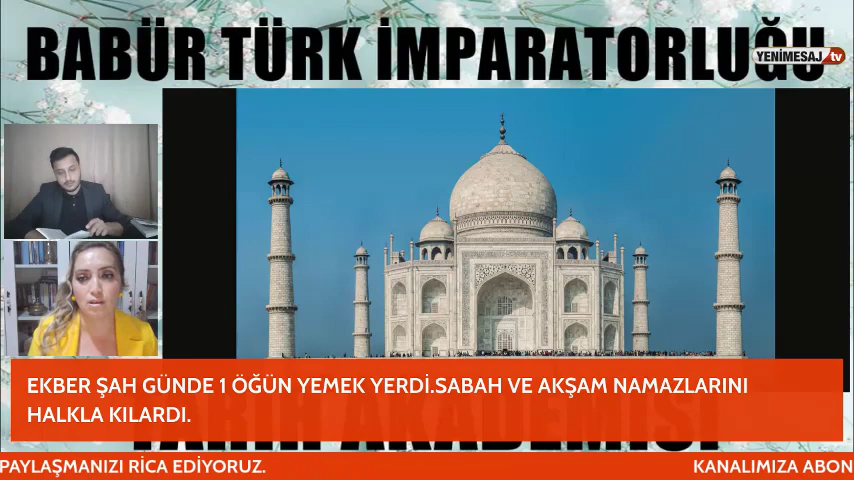 BABÜR TÜRK İMPARATORLUĞU
YENİMESAJ tv
EKBER ŞAH GÜNDE 1 ÖĞÜN YEMEK YERDİ.SABAH VE AKŞAM NAMAZLARINI
HALKLA KILARDI.
TARİH AKADEMİSİ
PAYLAŞMANIZI RİCA EDİYORUZ.
KANALIMIZA ABON